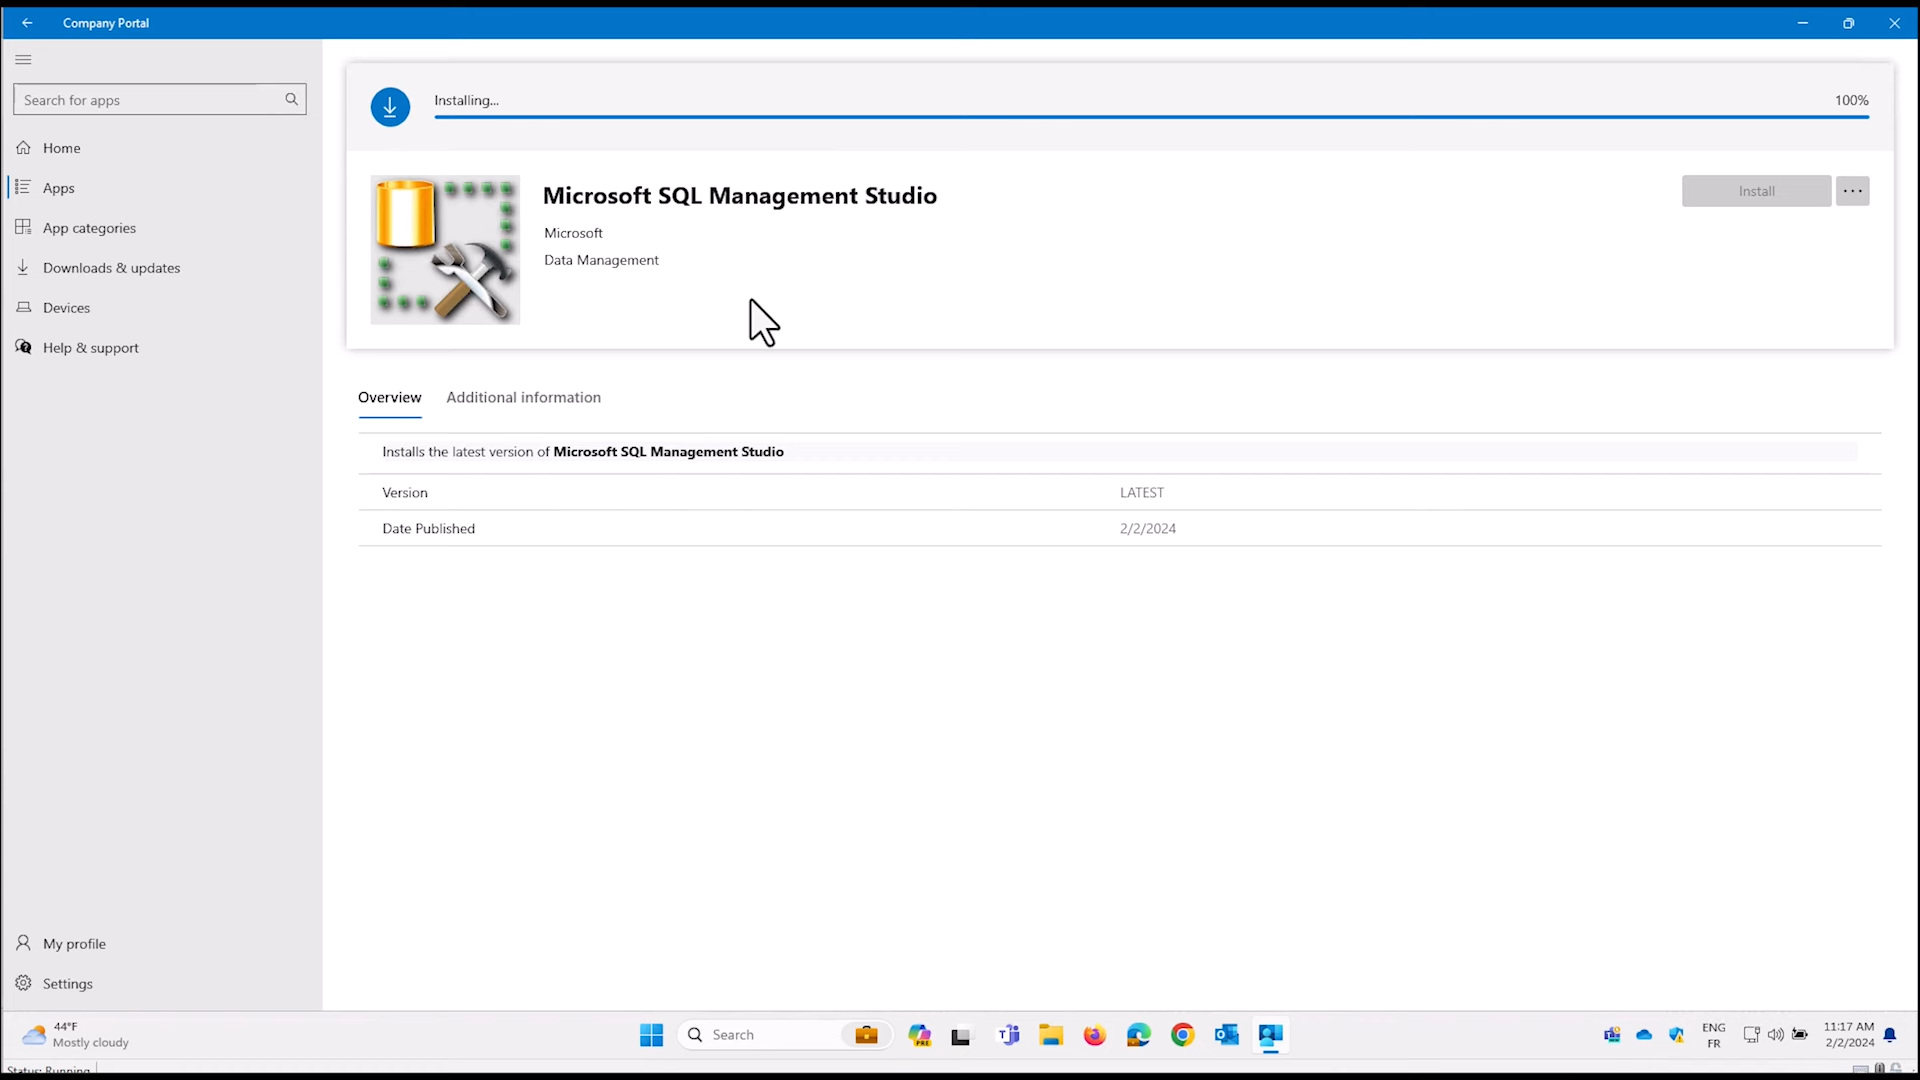 Company Portal
Search for apps
Home
Apps
App categories
Downloads & updates
Devices
Help & support
My profile
Settings
Installing...
100%
Microsoft SQL Management Studio
Microsoft
Data Management
Install
Overview
Additional information
Installs the latest version of Microsoft SQL Management Studio
Version
LATEST
Date Published
2/2/2024
44°F
Mostly cloudy
Search
PRE
ENG
FR
11:17 AM
2/2/2024
Status: Running